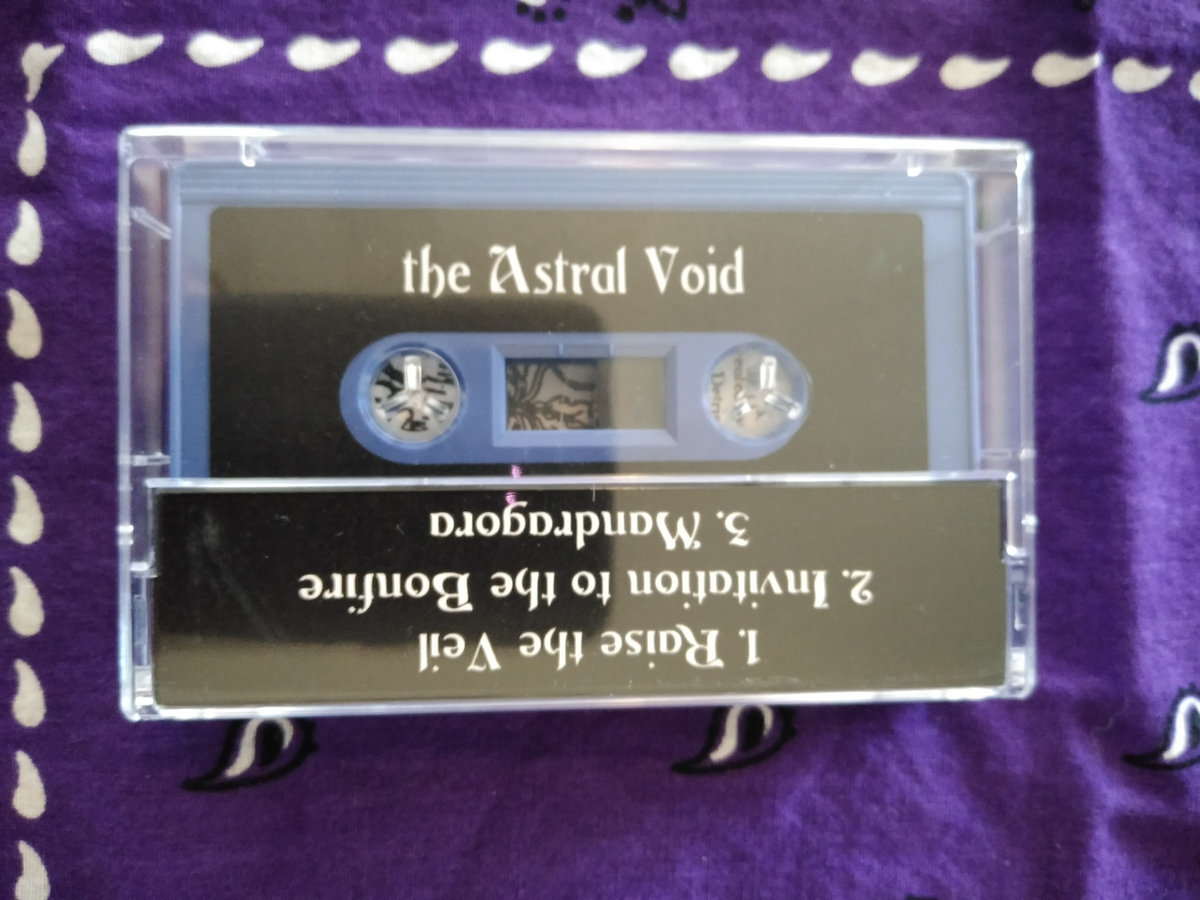 the Astral Void
1. Raise the Veil
2. Invitation to the Bonfire
3. Mandragora